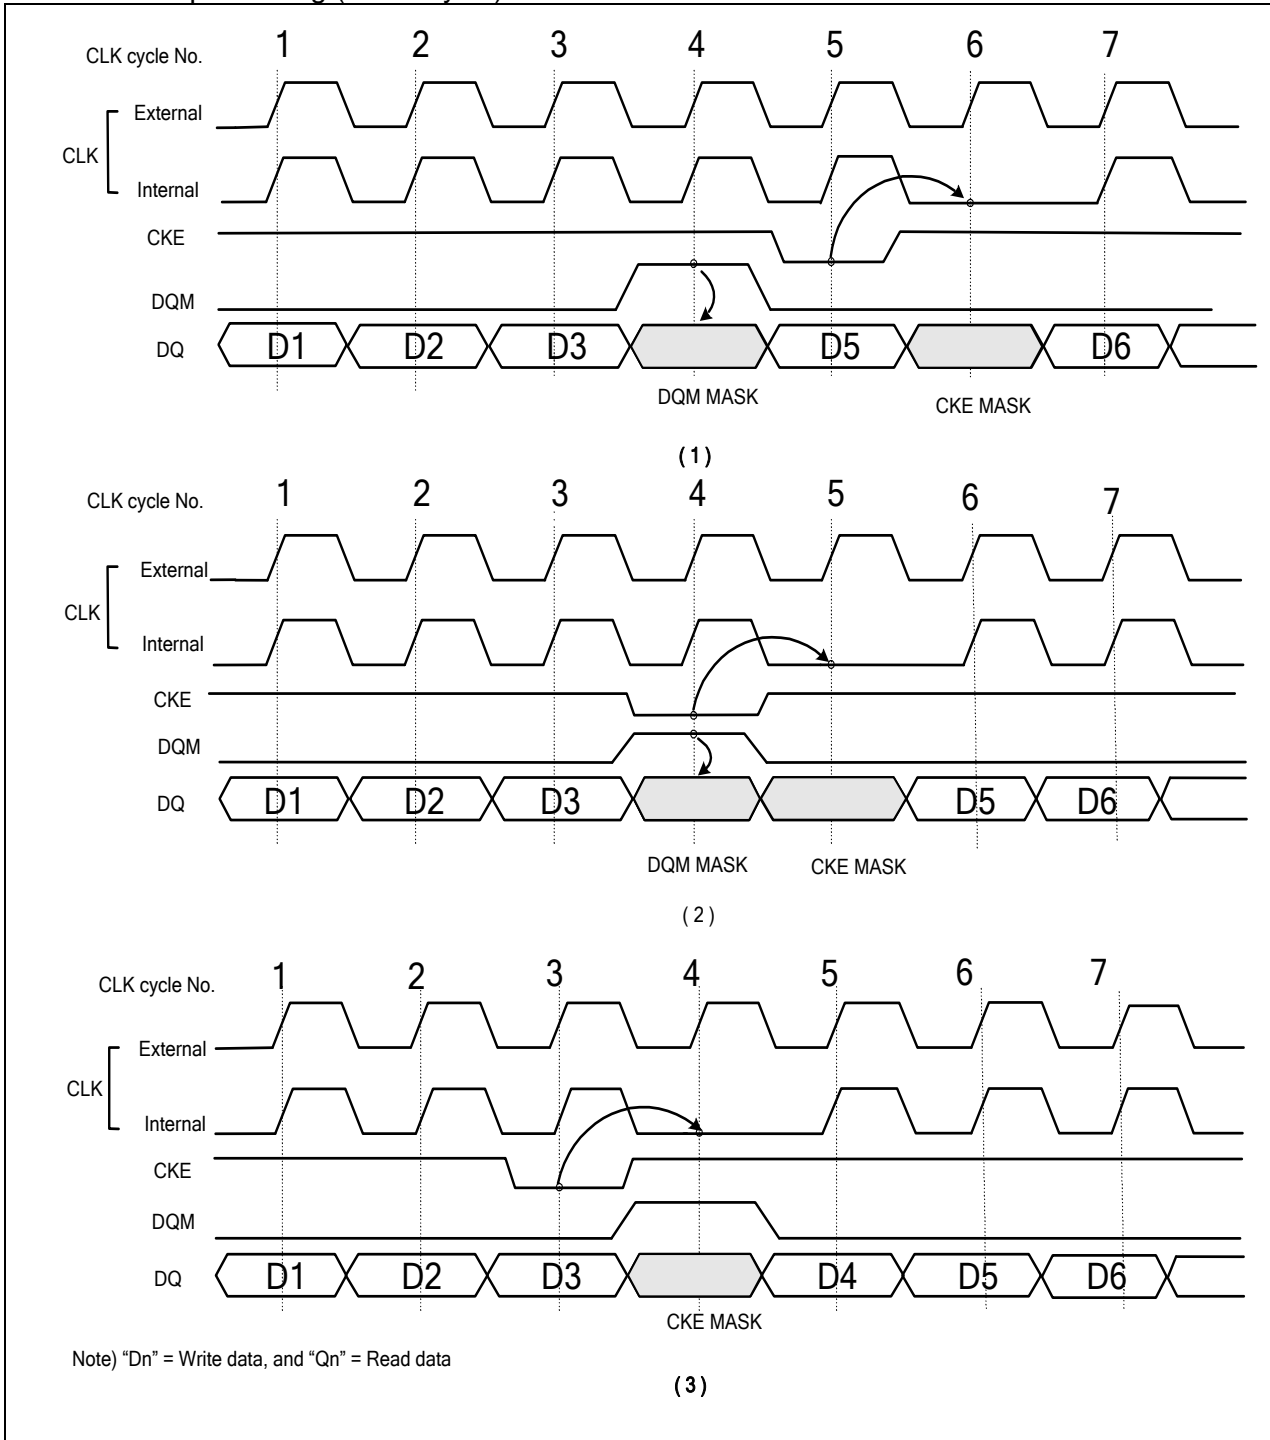 CLK cycle No. 1 2 3 4 5 6 7
External
CLK
Internal
CKE
DQM
DQ D1 D2 D3 D5 D6
DQM MASK CKE MASK
(1)
CLK cycle No. 1 2 3 4 5 6 7
External
CLK
Internal
CKE
DQM
DQ D1 D2 D3 D5 D6
DQM MASK CKE MASK
(2)
CLK cycle No. 1 2 3 4 5 6 7
External
CLK
Internal
CKE
DQM
DQ D1 D2 D3 D4 D5 D6
CKE MASK
Note) “Dn” = Write data, and “Qn” = Read data
(3)